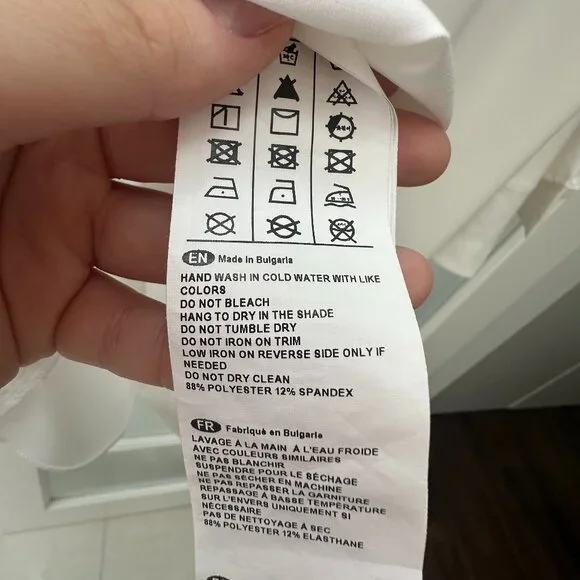 EN Made in Bulgaria
HAND WASH IN COLD WATER WITH LIKE
COLORS
DO NOT BLEACH
HANG TO DRY IN THE SHADE
DO NOT TUMBLE DRY
DO NOT IRON ON TRIM
LOW IRON ON REVERSE SIDE ONLY IF
NEEDED
DO NOT DRY CLEAN
88% POLYESTER 12% SPANDEX
FR Fabriqué en Bulgarie
LAVAGE À LA MAIN À L'EAU FROIDE
AVEC COULEURS SIMILAIRES
NE PAS BLANCHIR
SUSPENDRE POUR LE SÉCHAGE
NE PAS SÉCHER EN MACHINE
NE PAS REPASSER LA GARNITURE
REPASSAGE À BASSE TEMPÉRATURE
SUR L'ENVERS UNIQUEMENT SI
NÉCESSAIRE
PAS DE NETTOYAGE À SEC
88% POLYESTER 12% ELASTHANE